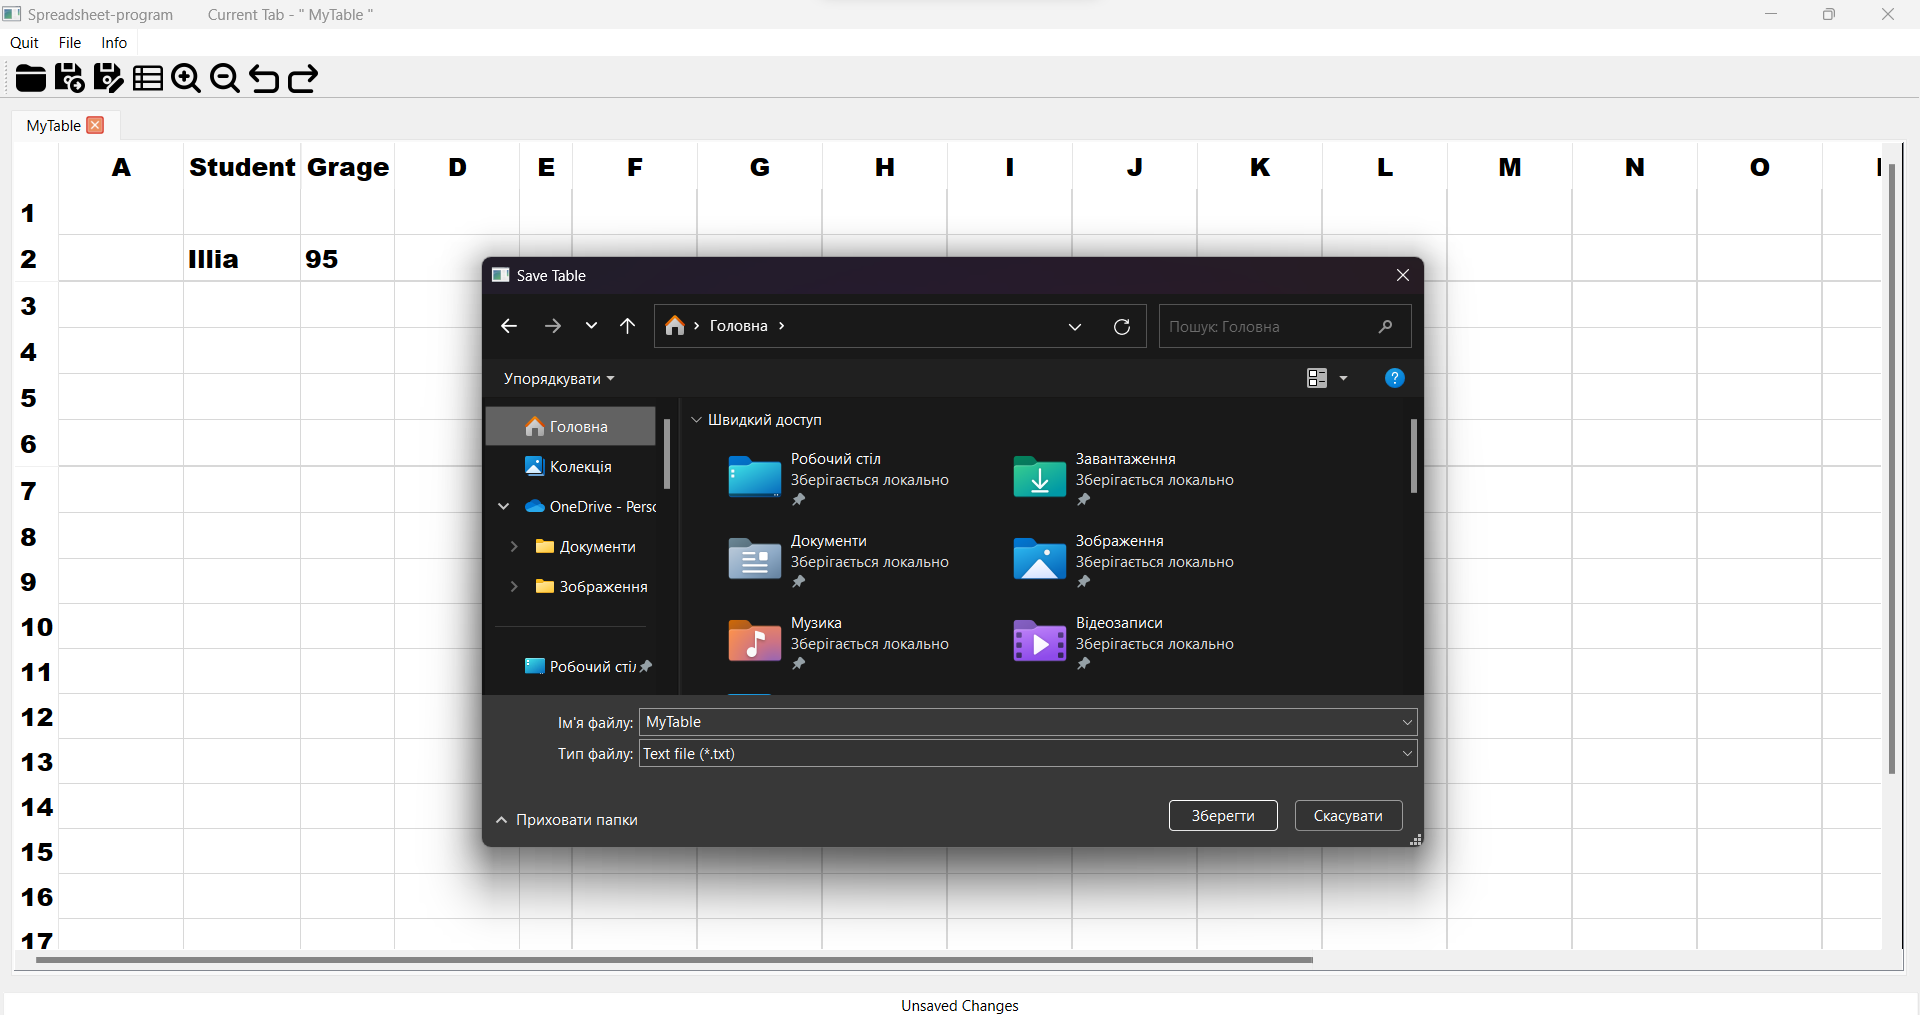 Spreadsheet-program Current Tab - " MyTable "
Quit File Info
MyTable
A Student Grage D E F G H I J K L M N O
1
2 Illia 95
3
4
5
6
7
8
9
10
11
12
13
14
15
16
17
Save Table
Головна
Пошук: Головна
Упорядкувати
?
Головна
Колекція
OneDrive - Perso
Документи
Зображення
Робочий стіл
Швидкий доступ
Робочий стіл
Зберігається локально
Завантаження
Зберігається локально
Документи
Зберігається локально
Зображення
Зберігається локально
Музика
Зберігається локально
Відеозаписи
Зберігається локально
Ім'я файлу: MyTable
Тип файлу: Text file (*.txt)
Приховати папки
Зберегти Скасувати
Unsaved Changes